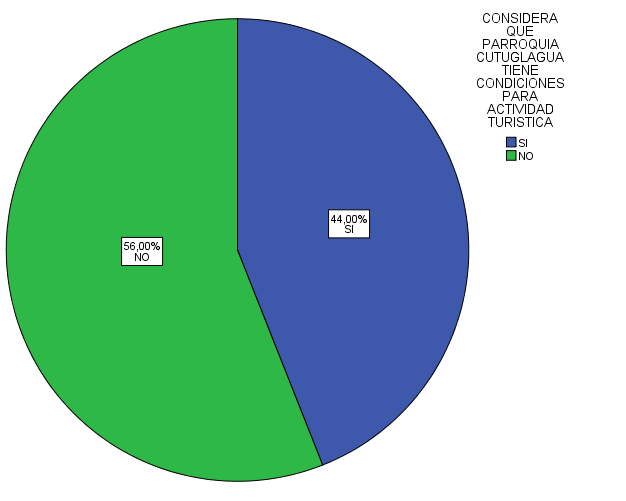 CONSIDERA
QUE
PARROQUIA
CUTUGLAGUA
TIENE
CONDICIONES
PARA
ACTIVIDAD
TURISTICA
SI
NO
44,00%
SI
56,00%
NO